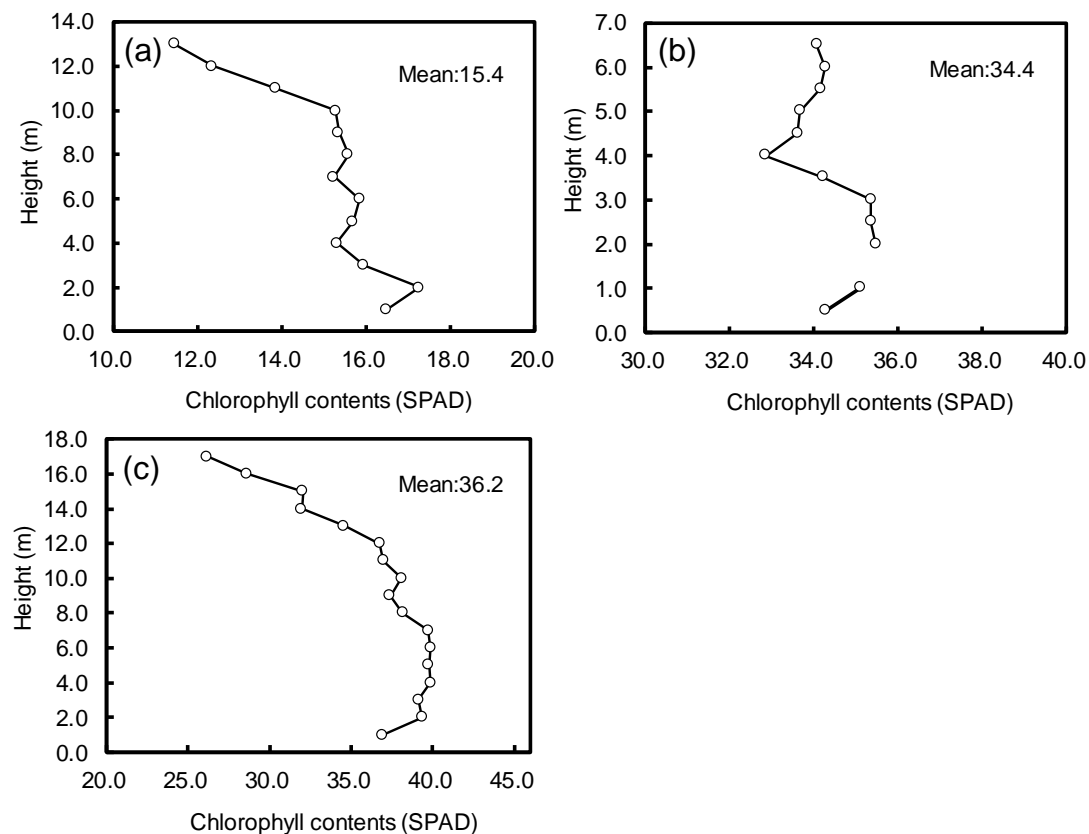 (a)
Mean:15.4
Height (m)
14.0
12.0
10.0
8.0
6.0
4.0
2.0
0.0
10.0 12.0 14.0 16.0 18.0 20.0
Chlorophyll contents (SPAD)
(b)
Mean:34.4
Height (m)
7.0
6.0
5.0
4.0
3.0
2.0
1.0
0.0
30.0 32.0 34.0 36.0 38.0 40.0
Chlorophyll contents (SPAD)
(c)
Mean:36.2
Height (m)
18.0
16.0
14.0
12.0
10.0
8.0
6.0
4.0
2.0
0.0
20.0 25.0 30.0 35.0 40.0 45.0
Chlorophyll contents (SPAD)